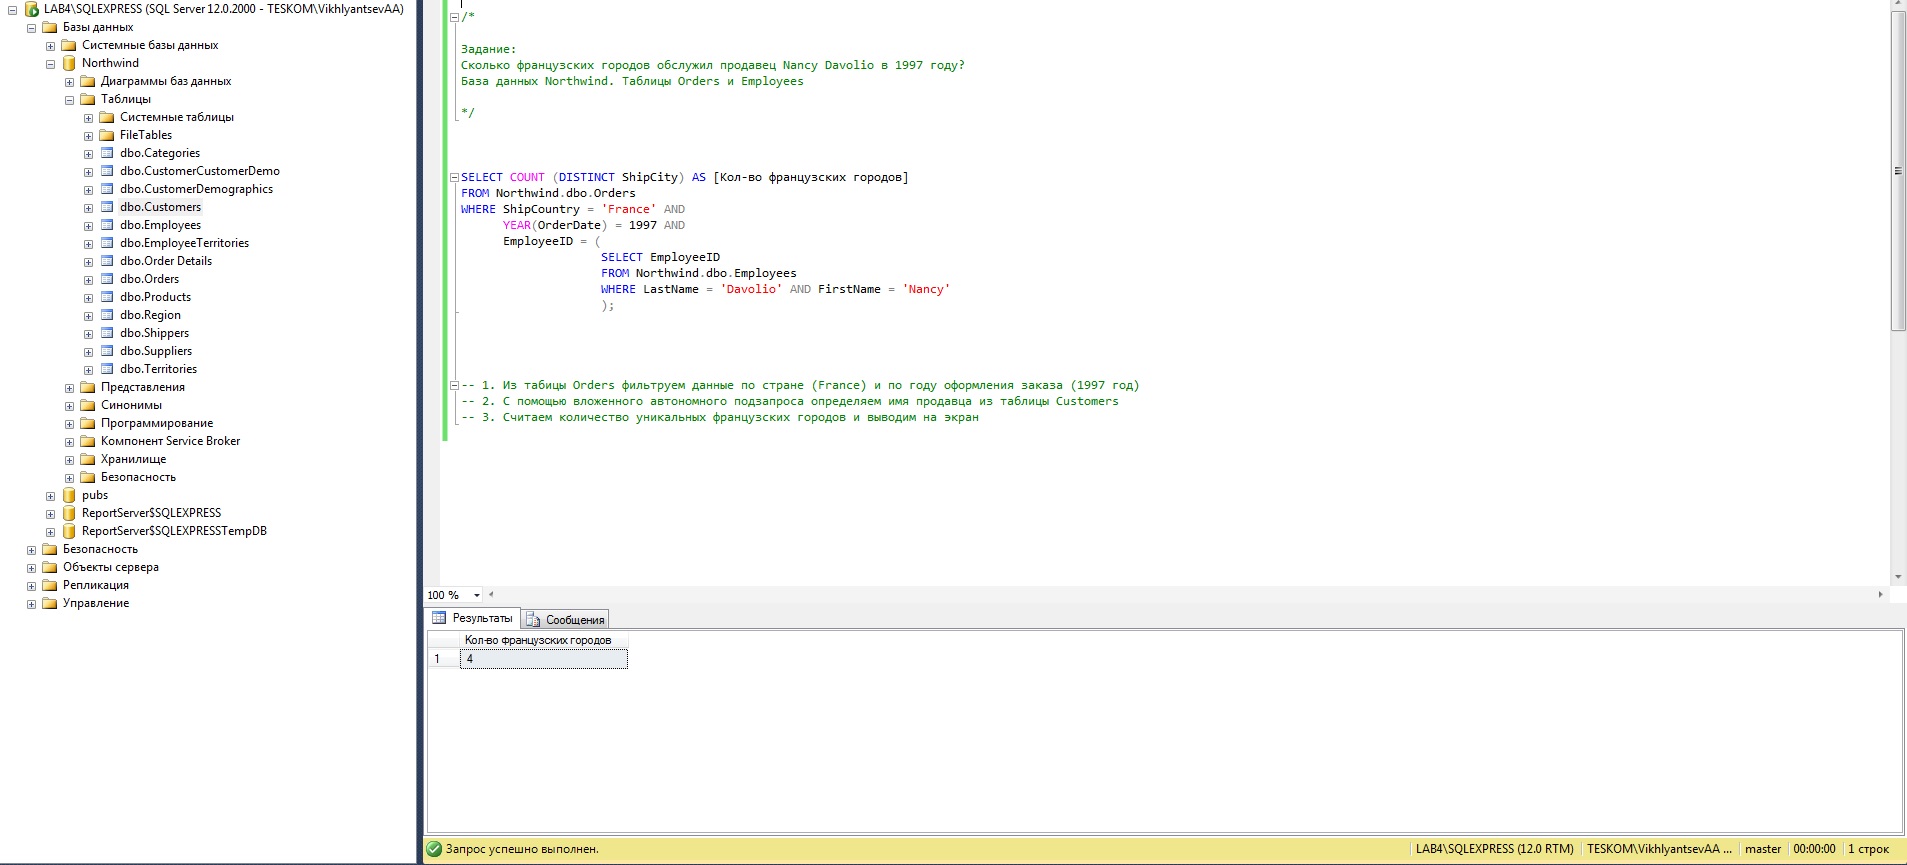 LAB4\SQLEXPRESS (SQL Server 12.0.2000 - TESKOM\VikhlyantsevAA)
Базы данных
Системные базы данных
Northwind
Диаграммы баз данных
Таблицы
Системные таблицы
FileTables
dbo.Categories
dbo.CustomerCustomerDemo
dbo.CustomerDemographics
dbo.Customers
dbo.Employees
dbo.EmployeeTerritories
dbo.Order Details
dbo.Orders
dbo.Products
dbo.Region
dbo.Shippers
dbo.Suppliers
dbo.Territories
Представления
Синонимы
Программирование
Компонент Service Broker
Хранилище
Безопасность
pubs
ReportServer$SQLEXPRESS
ReportServer$SQLEXPRESSTempDB
Безопасность
Объекты сервера
Репликация
Управление
/*
Задание:
Сколько французских городов обслужил продавец Nancy Davolio в 1997 году?
База данных Northwind. Таблицы Orders и Employees
*/
SELECT COUNT (DISTINCT ShipCity) AS [Кол-во французских городов]
FROM Northwind.dbo.Orders
WHERE ShipCountry = 'France' AND
YEAR(OrderDate) = 1997 AND
EmployeeID = (
SELECT EmployeeID
FROM Northwind.dbo.Employees
WHERE LastName = 'Davolio' AND FirstName = 'Nancy'
);
-- 1. Из табицы Orders фильтруем данные по стране (France) и по году оформления заказа (1997 год)
-- 2. С помощью вложенного автономного подзапроса определяем имя продавца из таблицы Customers
-- 3. Считаем количество уникальных французских городов и выводим на экран
100 %
Результаты Сообщения
Кол-во французских городов
1 4
Запрос успешно выполнен. LAB4\SQLEXPRESS (12.0 RTM) TESKOM\VikhlyantsevAA ... master 00:00:00 1 строк